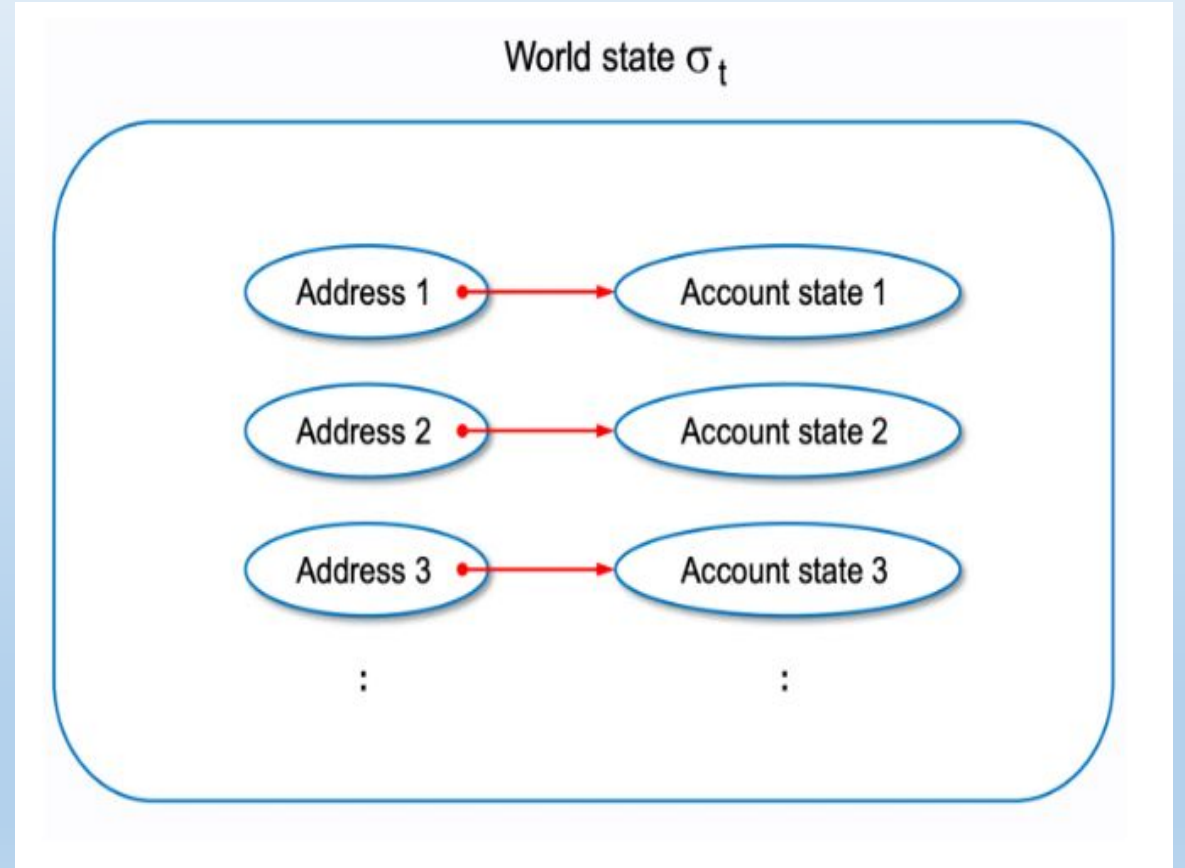 World state σt
Address 1 Account state 1
Address 2 Account state 2
Address 3 Account state 3
: :